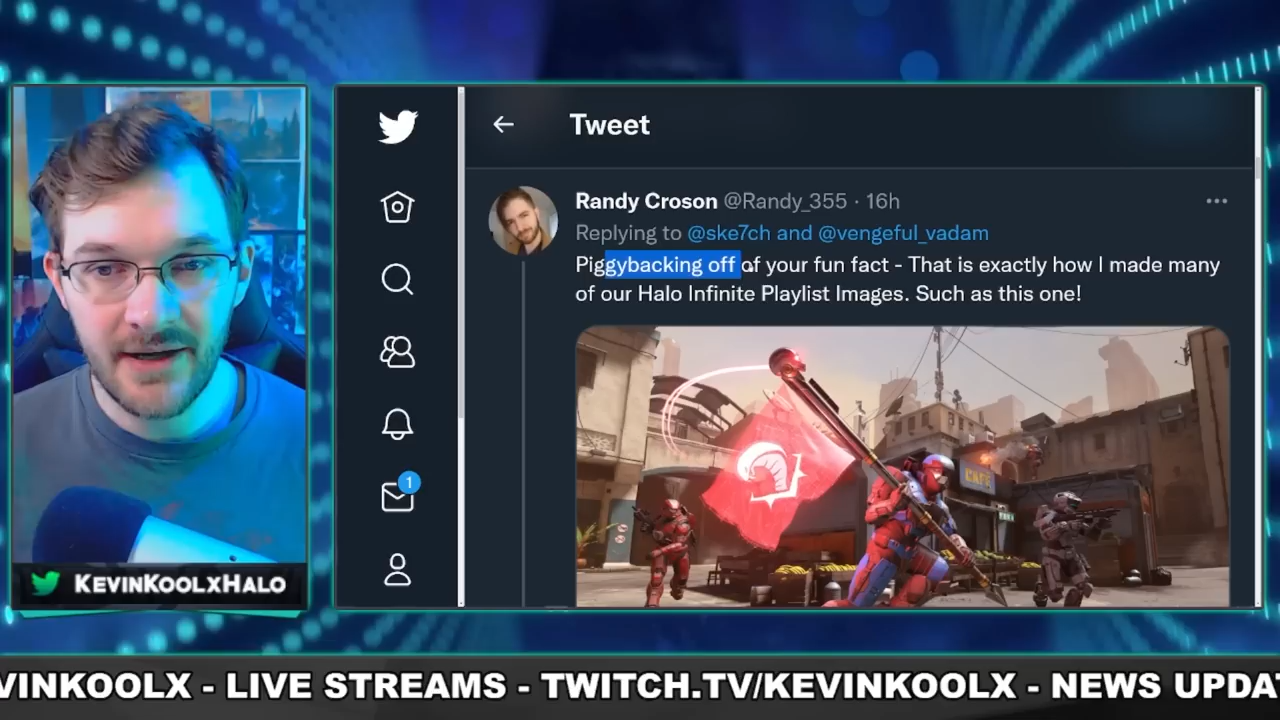 Tweet
Randy Croson @Randy_355 · 16h
Replying to @ske7ch and @vengeful_vadam
Piggybacking off of your fun fact - That is exactly how I made many
of our Halo Infinite Playlist Images. Such as this one!
1
CAFE
KEVINKOOLXHALO
VINKOOLX - LIVE STREAMS - TWITCH.TV/KEVINKOOLX - NEWS UPDA